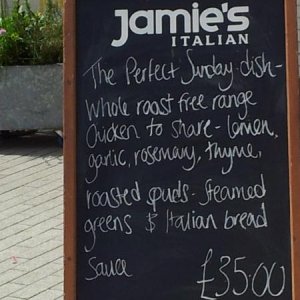 Jamie's
ITALIAN
The Perfect Sunday dish-
Whole roast free range
Chicken to share - lemon,
garlic, rosemary, thyme,
roasted spuds - steamed
greens $ Italian bread
Sauce
£35.00